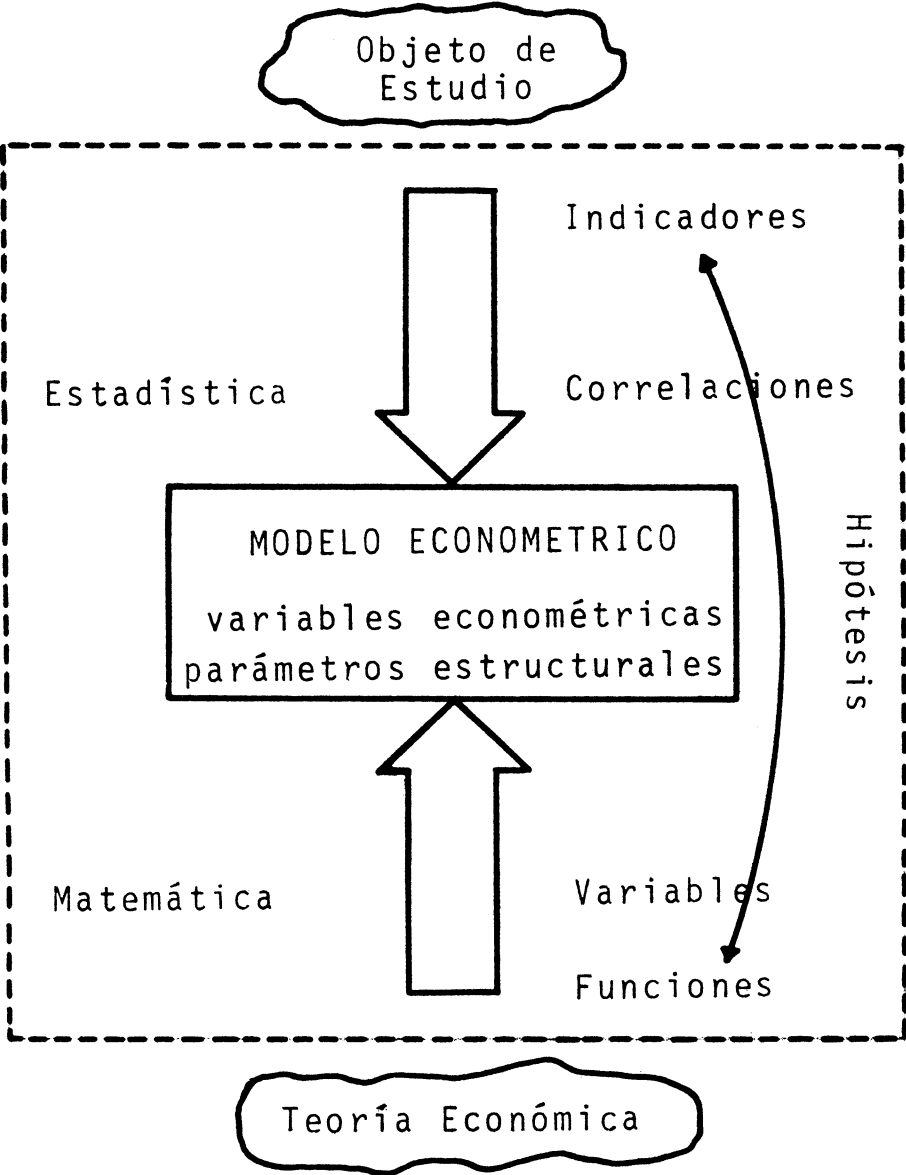 Objeto de
Estudio
Indicadores
Estadística
Correlaciones
MODELO ECONOMETRICO
variables econométricas
parámetros estructurales
Hipótesis
Matemática
Variables
Funciones
Teoría Económica